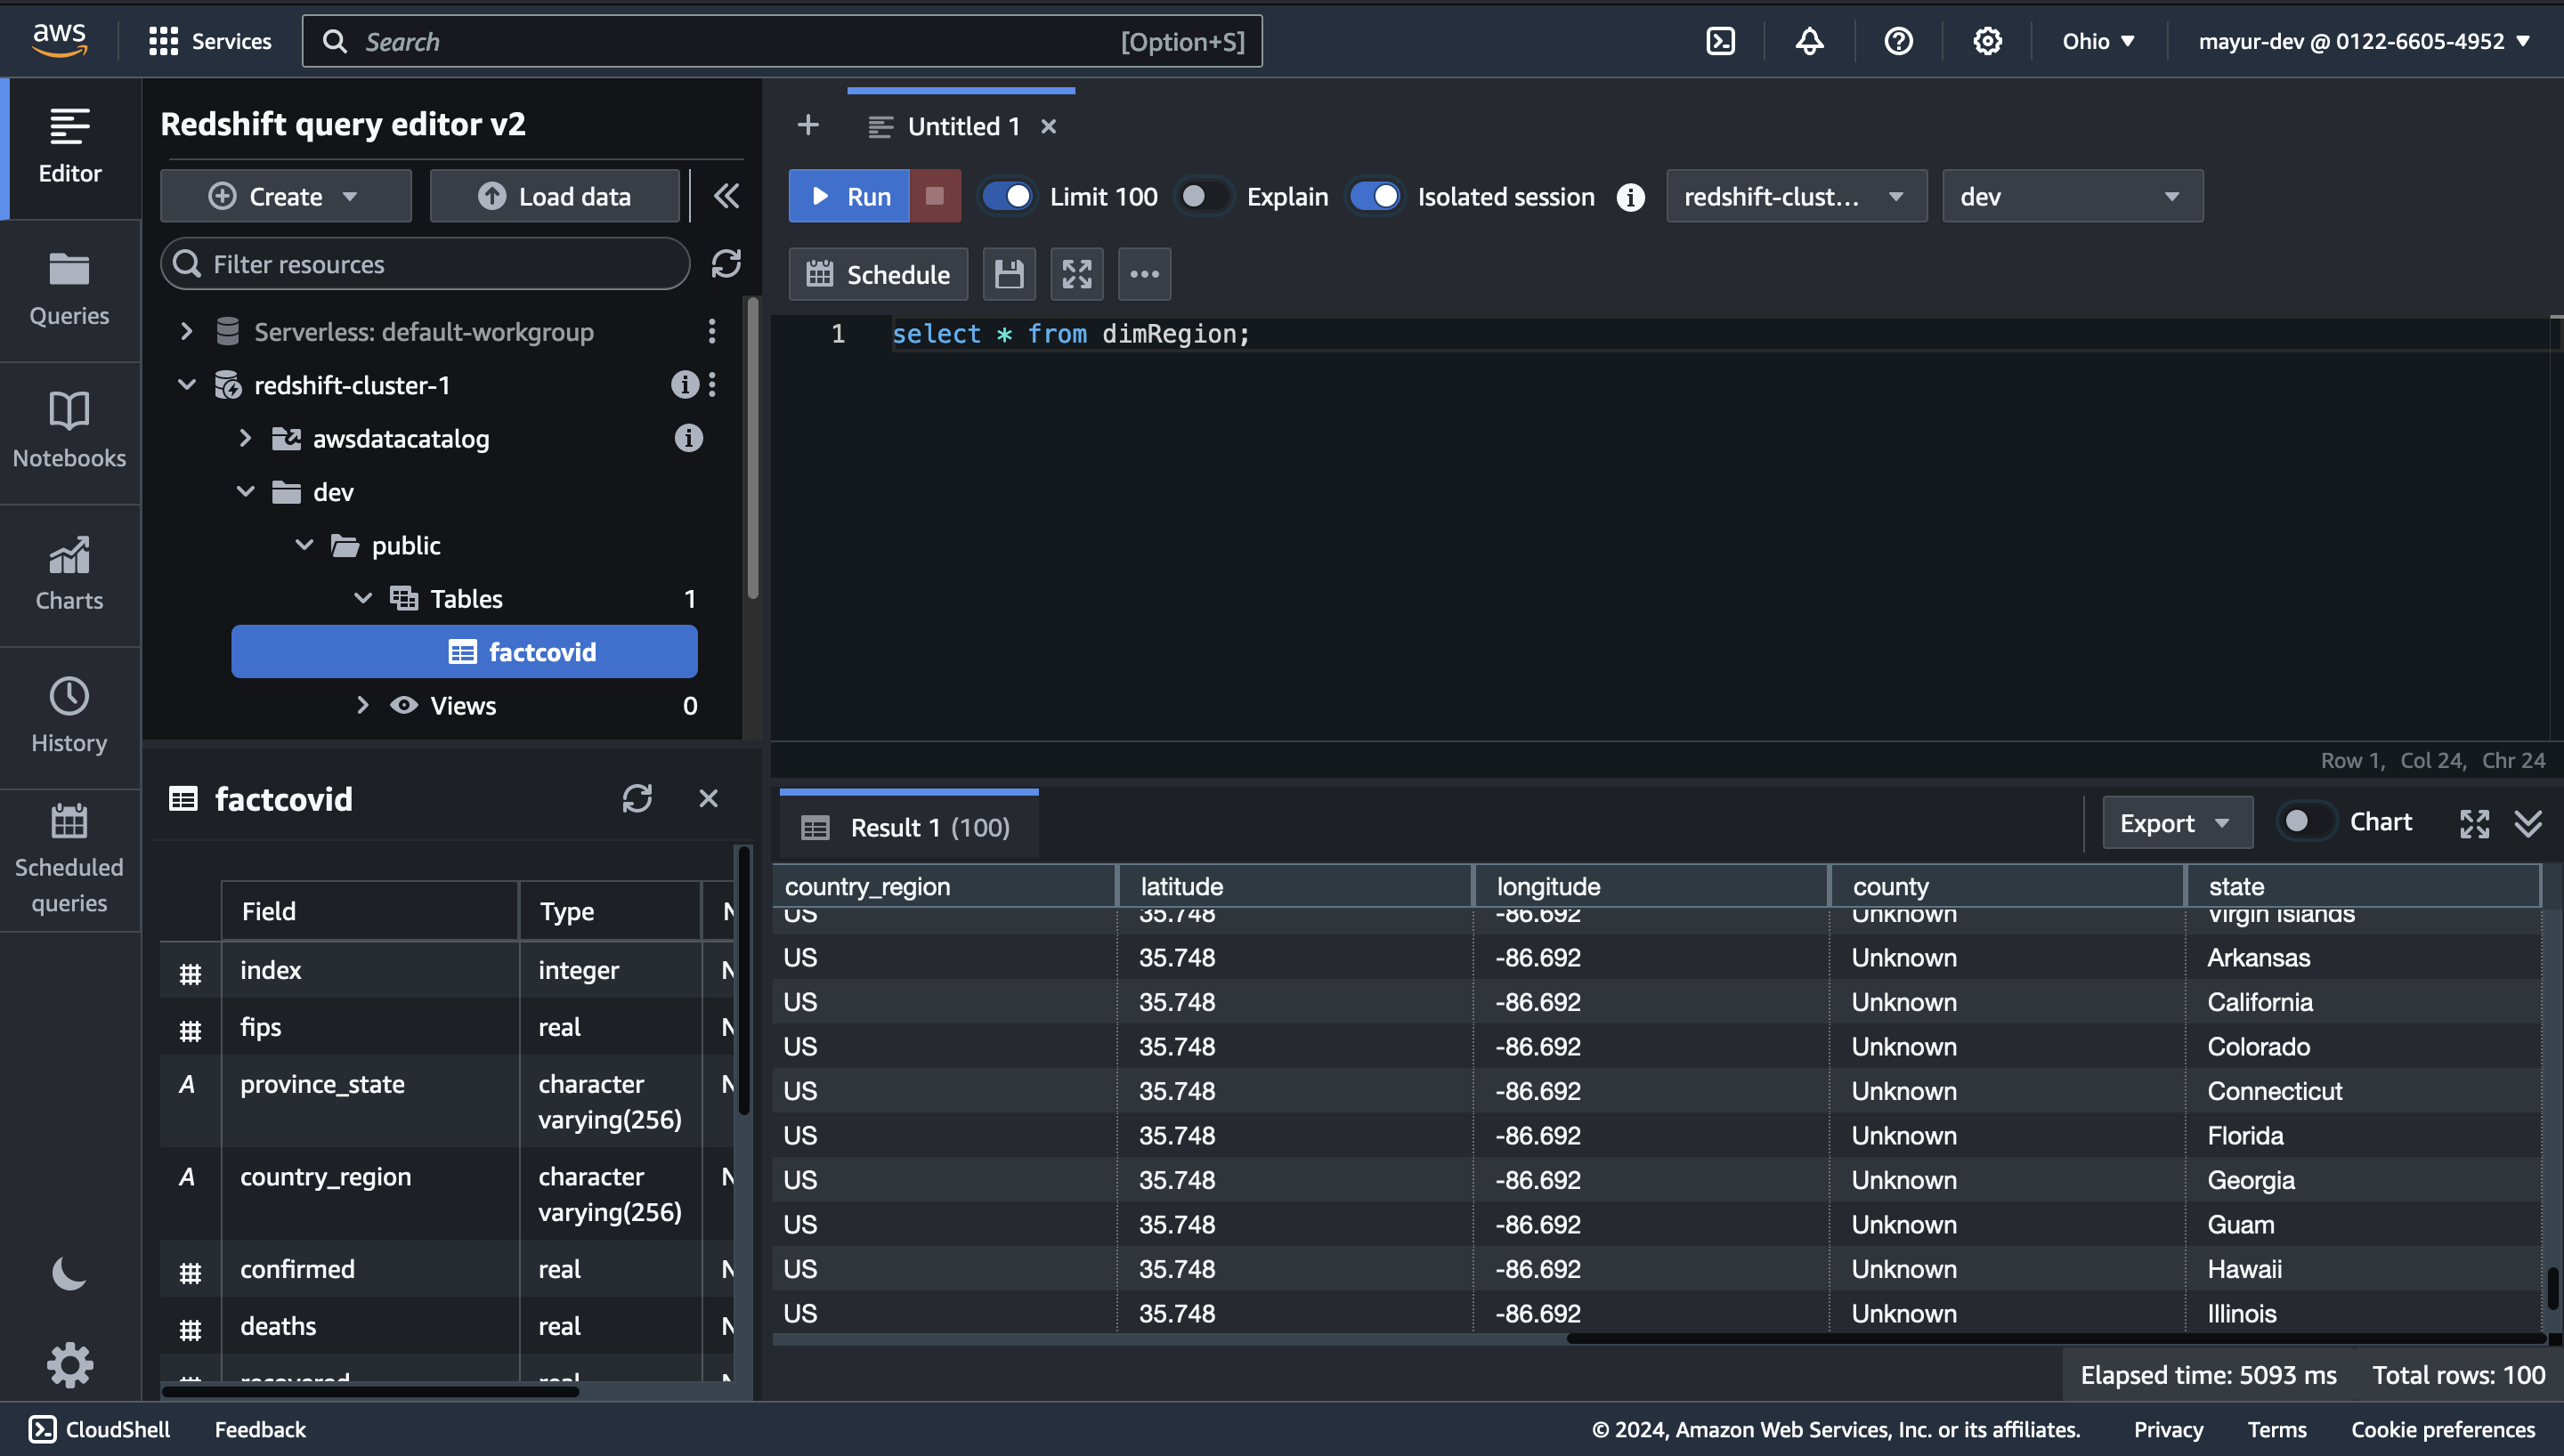 aws
Services
Search [Option+S]
Ohio
mayur-dev @ 0122-6605-4952
Editor
Queries
Notebooks
Charts
History
Scheduled queries
Redshift query editor v2
Create
Load data
Filter resources
Serverless: default-workgroup
redshift-cluster-1
awsdatacatalog
dev
public
Tables 1
factcovid
Views 0
factcovid
Field Type N
index integer N
fips real N
A province_state character varying(256) N
A country_region character varying(256) N
confirmed real N
deaths real N
recovered real
Untitled 1
Run
Limit 100
Explain
Isolated session
redshift-clust...
dev
Schedule
1 select * from dimRegion;
Row 1, Col 24, Chr 24
Result 1 (100)
Export
Chart
country_region latitude longitude county state
US 35.748 -86.692 Unknown Virgin Islands
US 35.748 -86.692 Unknown Arkansas
US 35.748 -86.692 Unknown California
US 35.748 -86.692 Unknown Colorado
US 35.748 -86.692 Unknown Connecticut
US 35.748 -86.692 Unknown Florida
US 35.748 -86.692 Unknown Georgia
US 35.748 -86.692 Unknown Guam
US 35.748 -86.692 Unknown Hawaii
US 35.748 -86.692 Unknown Illinois
Elapsed time: 5093 ms Total rows: 100
CloudShell
Feedback
© 2024, Amazon Web Services, Inc. or its affiliates.
Privacy
Terms
Cookie preferences